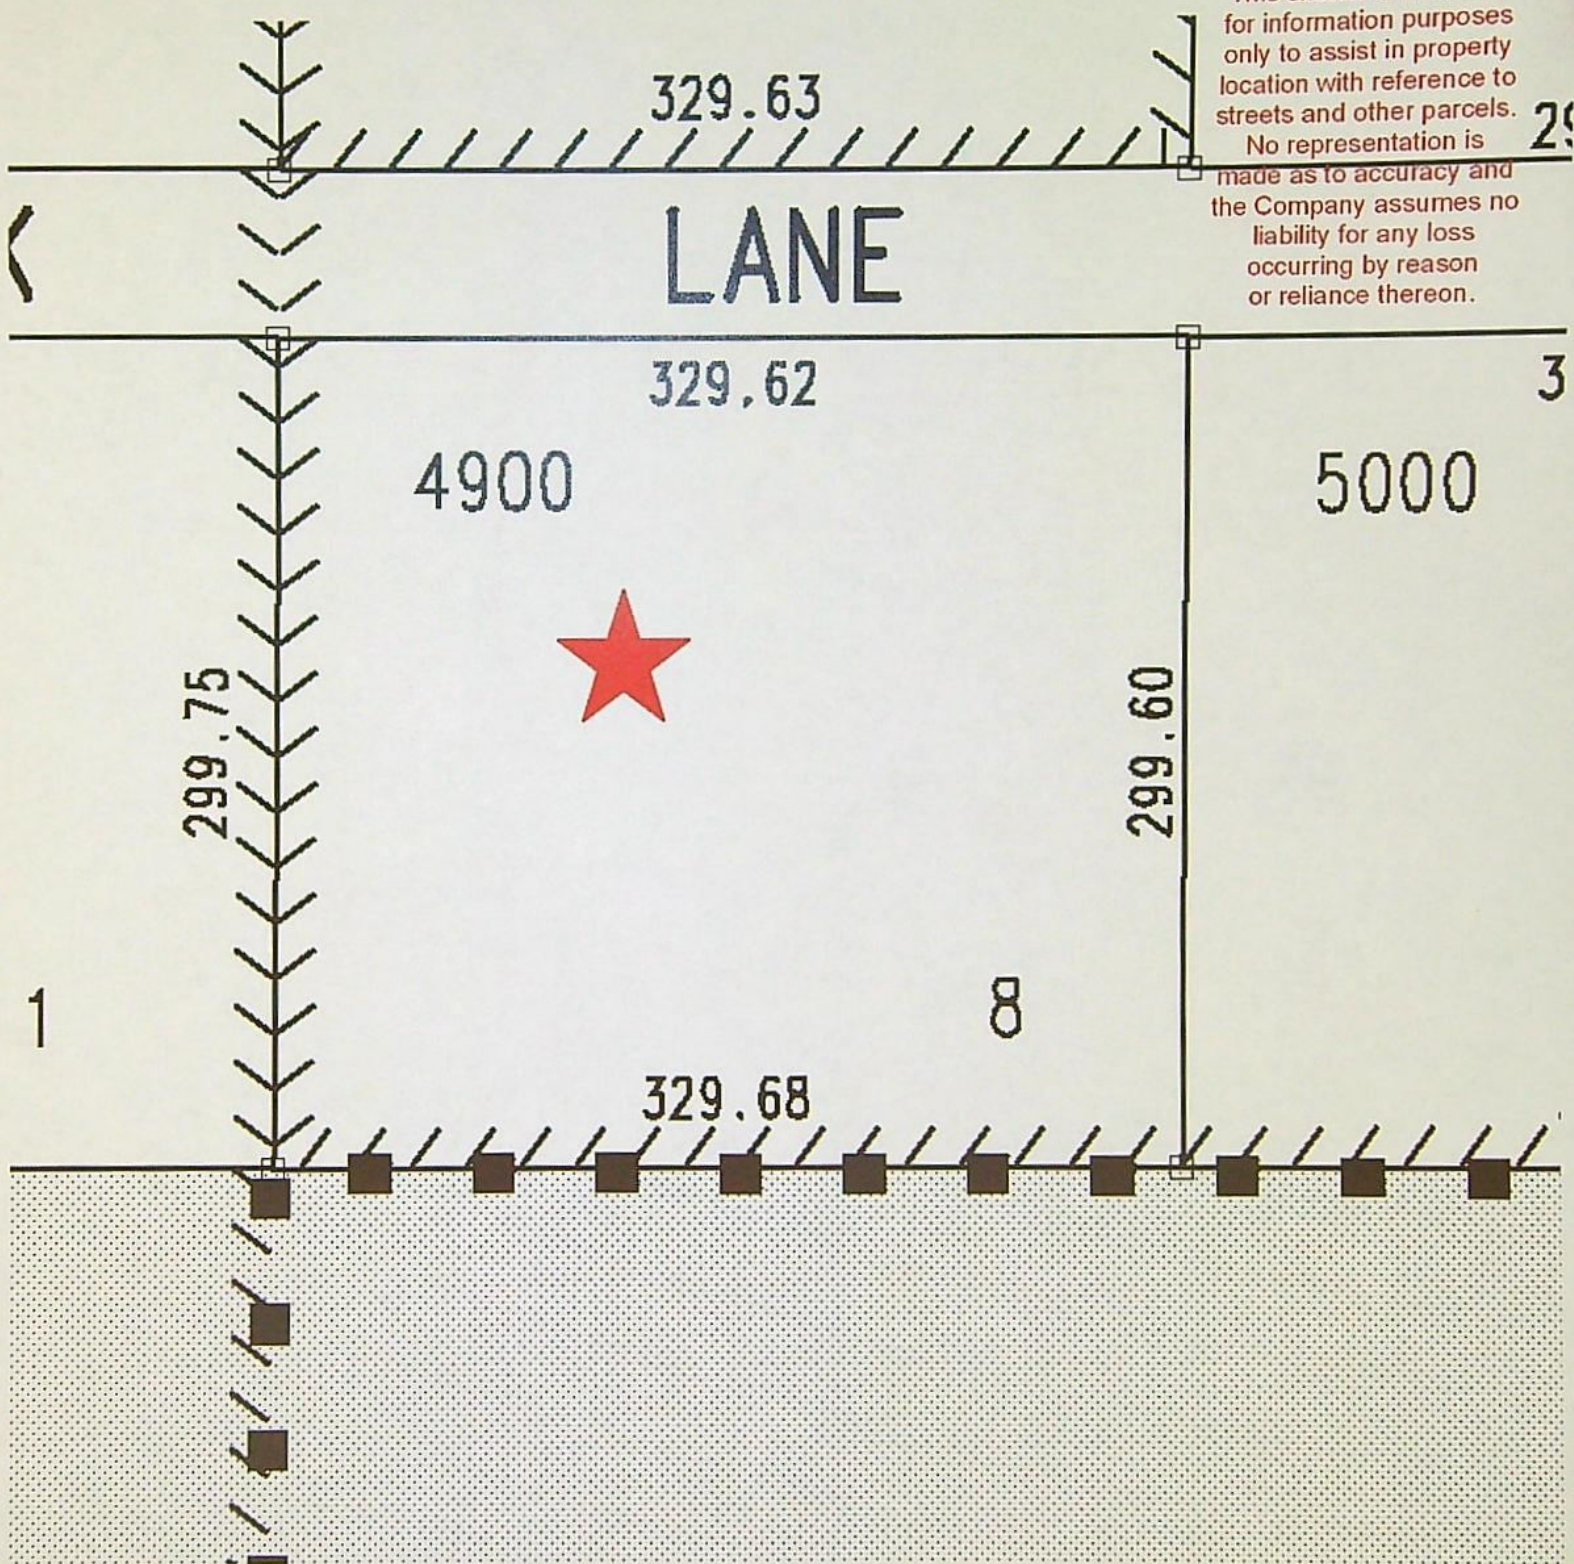 for information purposes
only to assist in property
location with reference to
streets and other parcels.
No representation is
made as to accuracy and
the Company assumes no
liability for any loss
occurring by reason
or reliance thereon.
329.63
29
K
LANE
329.62
3
4900
5000
299.75
299.60
1
8
329.68